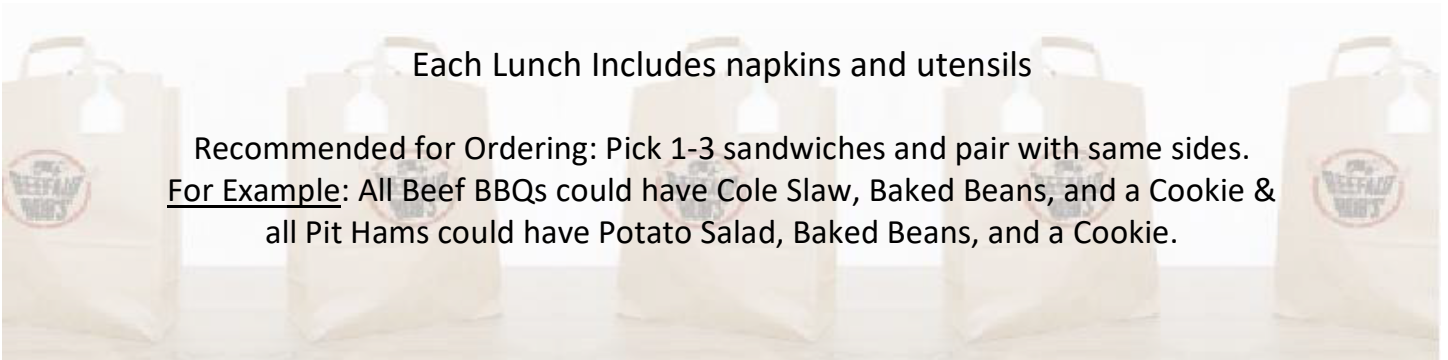 Each Lunch Includes napkins and utensils
Recommended for Ordering: Pick 1-3 sandwiches and pair with same sides.
For Example: All Beef BBQs could have Cole Slaw, Baked Beans, and a Cookie &
all Pit Hams could have Potato Salad, Baked Beans, and a Cookie.